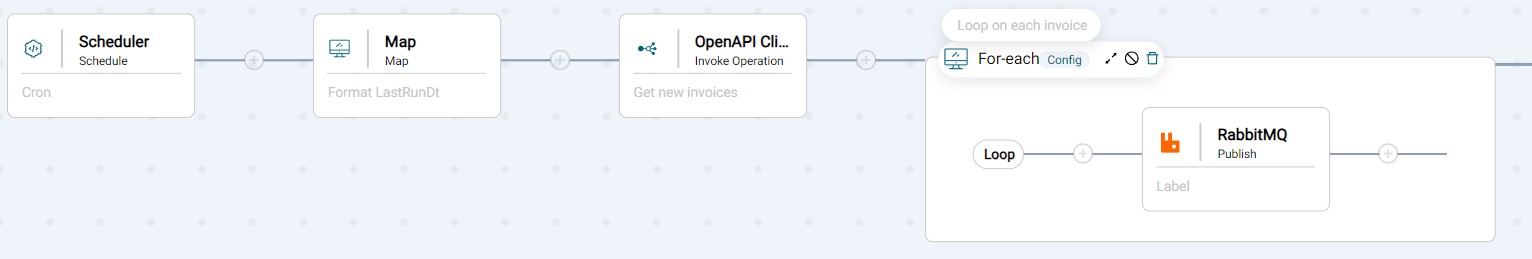 Scheduler
Schedule
Cron
Map
Map
Format LastRunDt
OpenAPI Cli...
Invoke Operation
Get new invoices
Loop on each invoice
For-each Config
Loop
RabbitMQ
Publish
Label